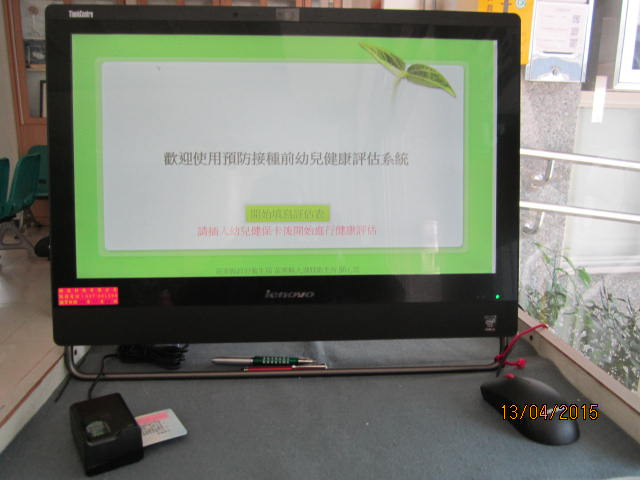 ThinkCentre
歡迎使用預防接種前幼兒健康評估系統
開始填寫評估表
請插入幼兒健保卡後開始進行健康評估
lenovo
13/04/2015